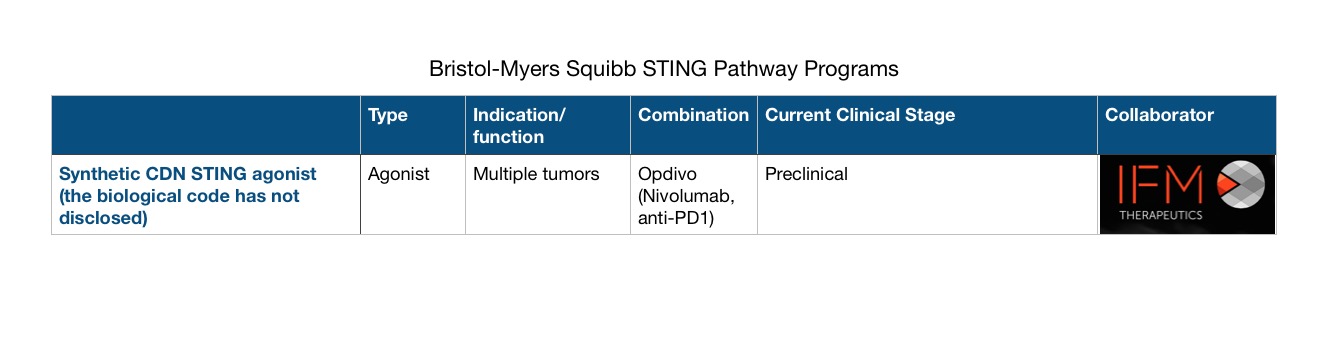 Bristol-Myers Squibb STING Pathway Programs
Type
Indication/
function
Combination
Current Clinical Stage
Collaborator
Synthetic CDN STING agonist
(the biological code has not
disclosed)
Agonist
Multiple tumors
Opdivo
(Nivolumab,
anti-PD1)
Preclinical
IFM
THERAPEUTICS